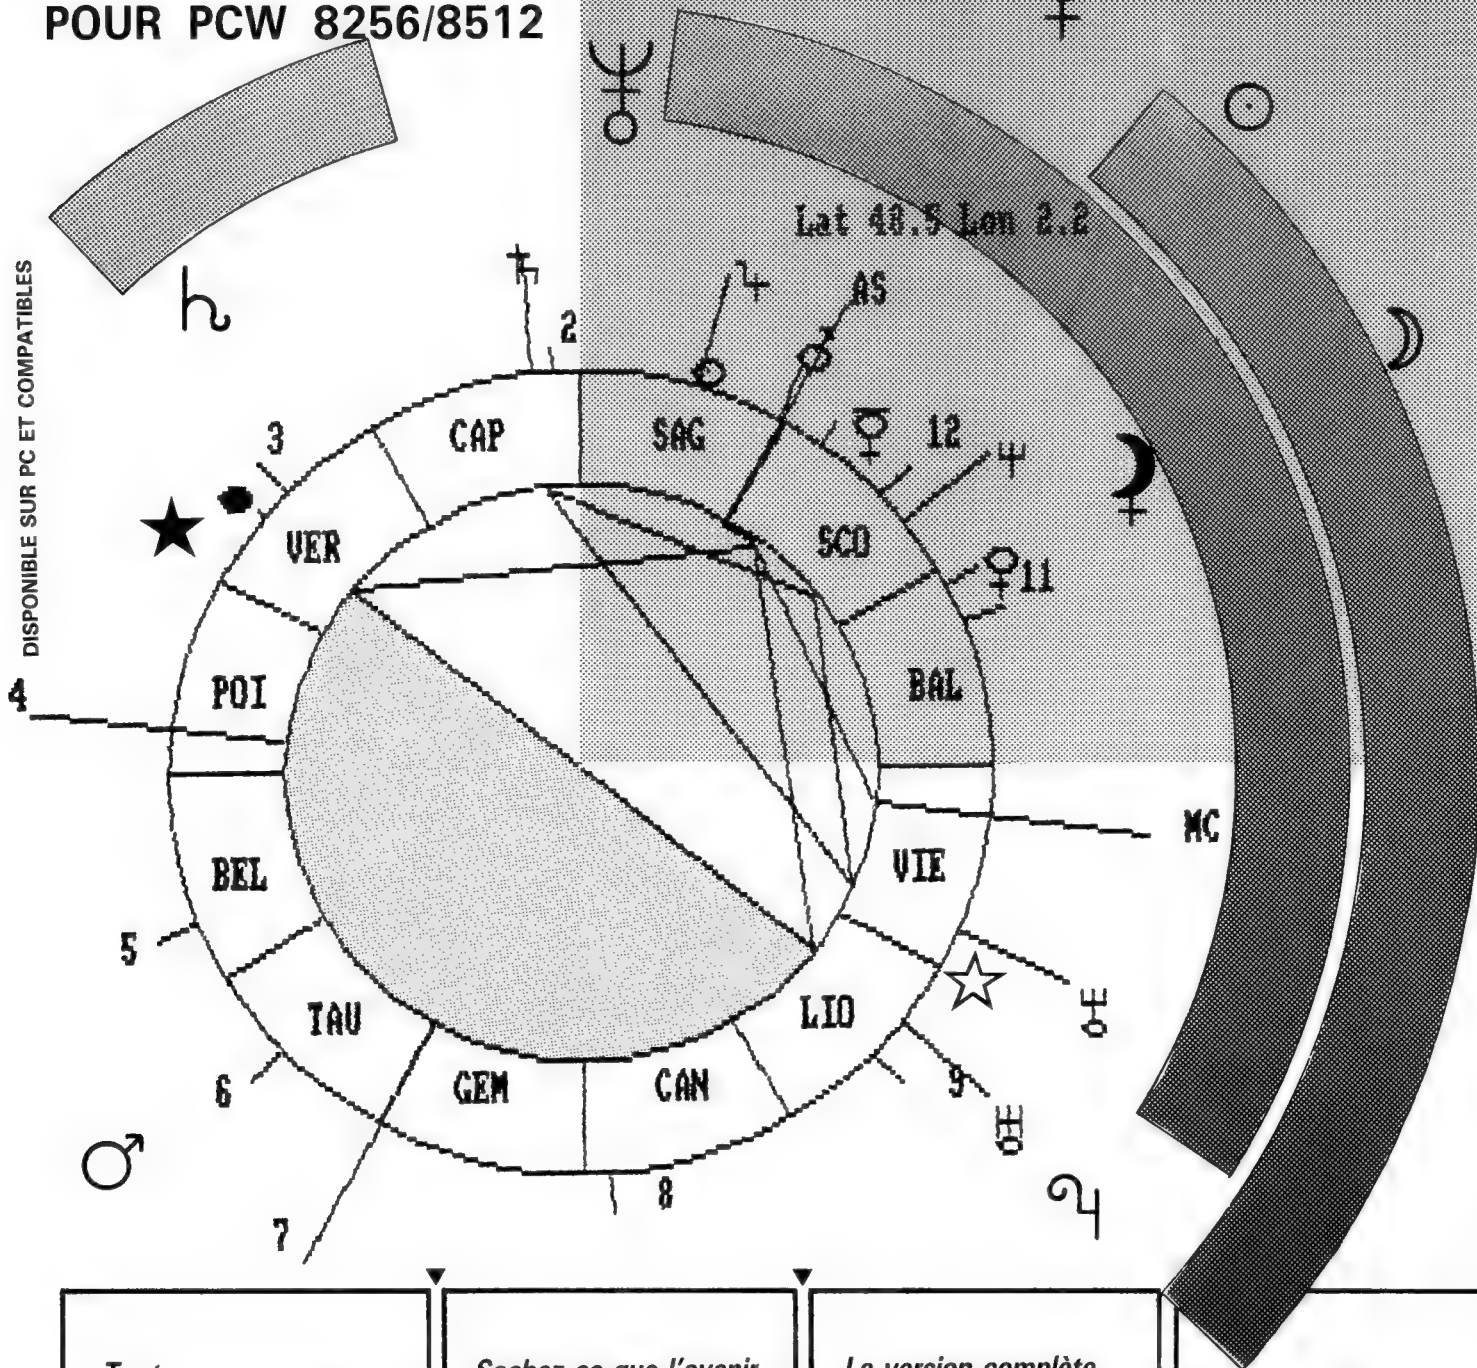 POUR PCW 8256/8512
DISPONIBLE SUR PC ET COMPATIBLES
Lat 48.5 Lon 2.2
AS
2
3
CAP
SAG
12
VER
SCO
11
4
POI
BAL
MC
BEL
VIE
5
TAU
LIO
6
GEM
CAN
9
8
7
Sachez ce que l'avenir
La version complète